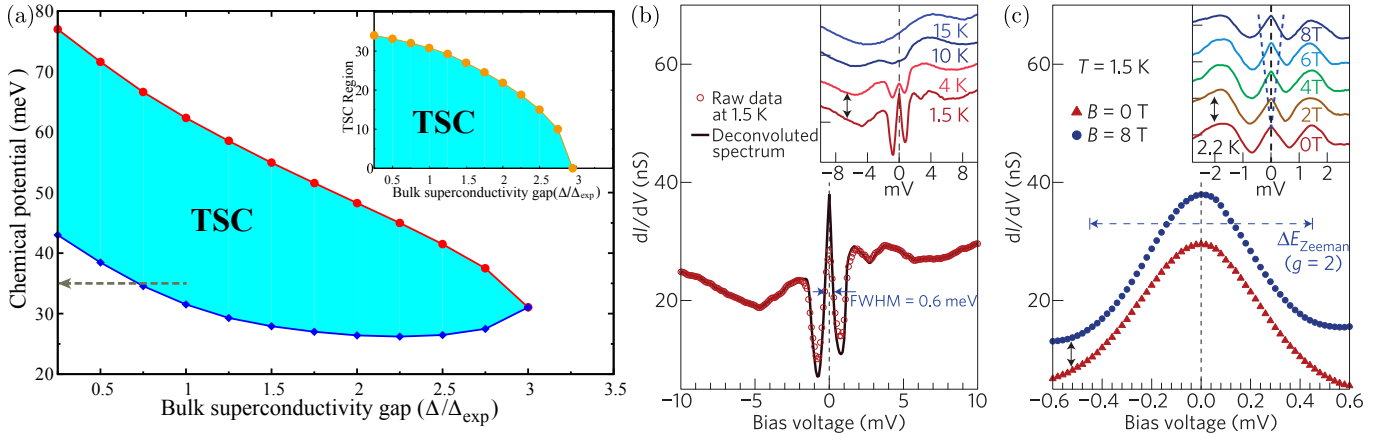 (a)
Chemical potential (meV)
80
70
60
50
40
30
20
0.5
1.0
1.5
2.0
2.5
3.0
3.5
Bulk superconductivity gap (Δ/Δexp)
TSC
TSC Region
30
20
10
0
0.5
1
1.5
2
2.5
3
3.5
Bulk superconductivity gap(Δ/Δexp)
TSC
(b)
dI/dV (nS)
60
40
20
−10
−5
0
5
10
Bias voltage (mV)
Raw data
at 1.5 K
Deconvoluted
spectrum
FWHM = 0.6 meV
15 K
10 K
4 K
1.5 K
−8
−4
0
4
8
mV
(c)
dI/dV (nS)
60
40
20
−0.6
−0.4
−0.2
0.0
0.2
0.4
0.6
Bias voltage (mV)
T = 1.5 K
B = 0 T
B = 8 T
ΔEZeeman
(g = 2)
8T
6T
4T
2T
0T
2.2 K
−2
−1
0
1
2
mV